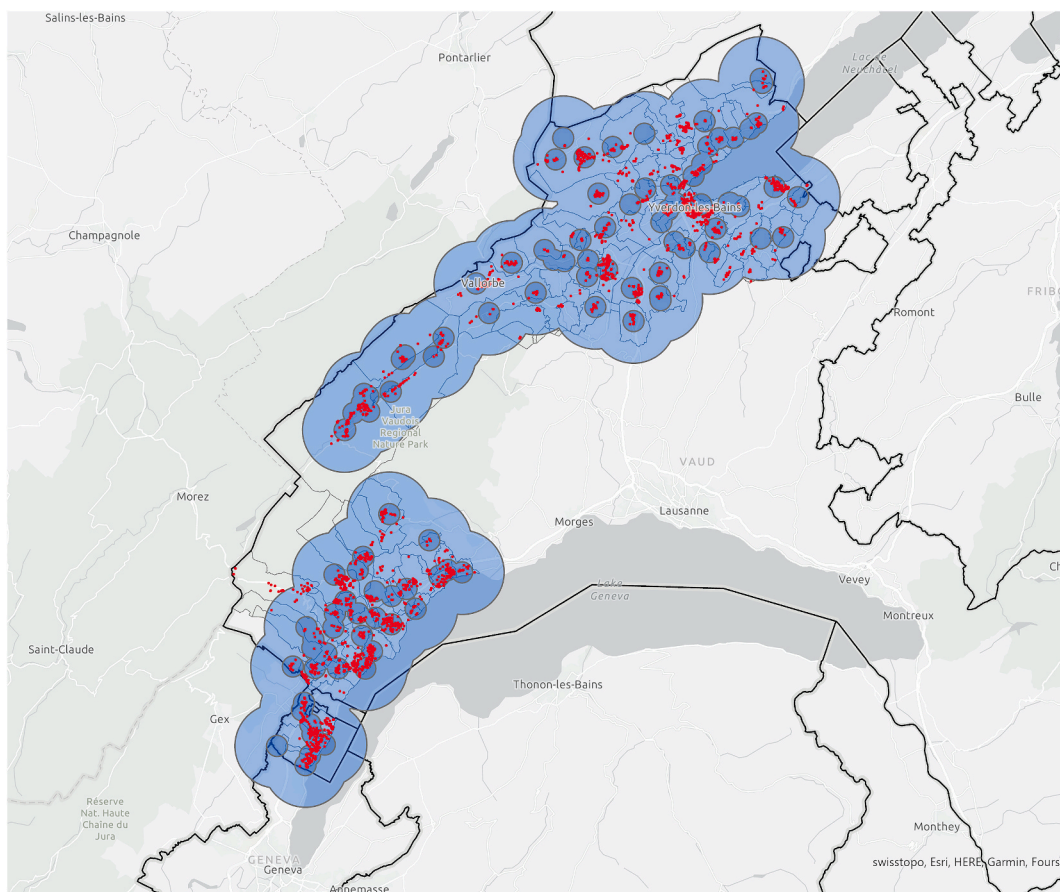 Salins-les-Bains
Pontarlier
Lac de
Neuchâtel
Champagnole
Yverdon-les-Bains
Vallorbe
FRIBO
Romont
Bulle
Jura
Vaudois
Regional
Nature Park
Morez
VAUD
Lausanne
Morges
Lake
Geneva
Vevey
Montreux
Saint-Claude
Thonon-les-Bains
Gex
Réserve
Nat. Haute
Chaîne du
Jura
Monthey
GENEVA
Geneva
Annemasse
swisstopo, Esri, HERE, Garmin, Fours